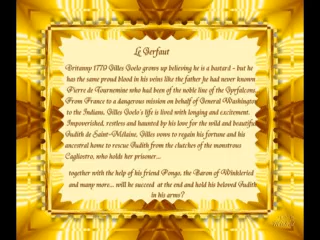 Le Gerfaut
Britanny 1779 Gilles Goelo grows up believing he is a bastard - but he
has the same proud blood in his veins like the father he had never known
Pierre de Tournemine who had been of the noble line of the Gyrfalcons.
From France to a dangerous mission on behalf of General Washington
to the Indians, Gilles Goelo's life is lived with longing and excitement.
Impoverished, restless and haunted by his love for the wild and beautiful
Judith de Saint-Mélaine, Gilles vows to regain his fortune and his
ancestral home to rescue Judith from the clutches of the monstrous
Cagliostro, who holds her prisoner...
together with the help of his friend Pongo, the Baron of Winkleried
and many more... will he succeed at the end and hold his beloved Judith
in his arms?